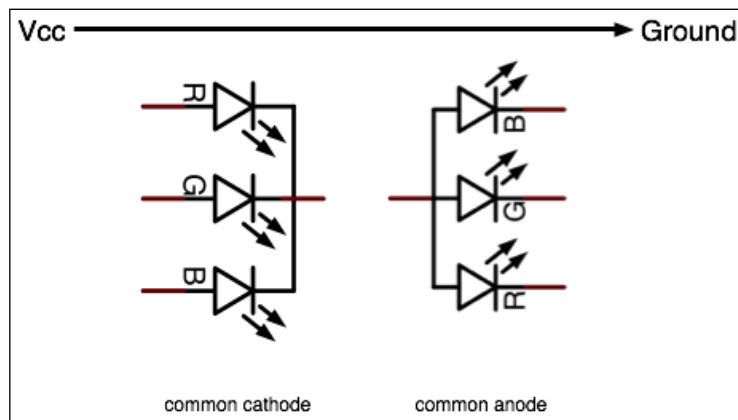 Vcc Ground
R B
G G
B R
common cathode common anode